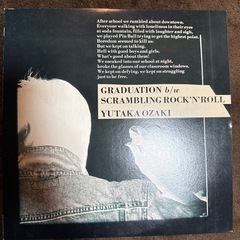 After school we rambled about downtown.
Everyone walking with loneliness in their eyes
at soda fountain, filled with laughter and sigh,
we played Pin Ball trying to get the highest point.
Boredom seemed to kill us.
But we kept on talking.
Hell with good boys and girls.
What's good about them!
We sneaked into our school at night,
broke the glasses of our classroom windows.
We kept on defying, we kept on struggling
just to be free.
GRADUATION b/w
SCRAMBLING ROCK'N'ROLL
YUTAKA OZAKI